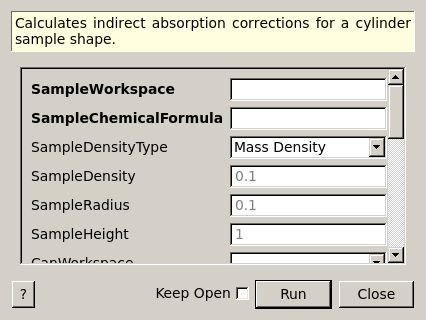 Calculates indirect absorption corrections for a cylinder
sample shape.
SampleWorkspace
SampleChemicalFormula
SampleDensityType Mass Density
SampleDensity 0.1
SampleRadius 0.1
SampleHeight 1
CanWorkspace
? Keep Open Run Close